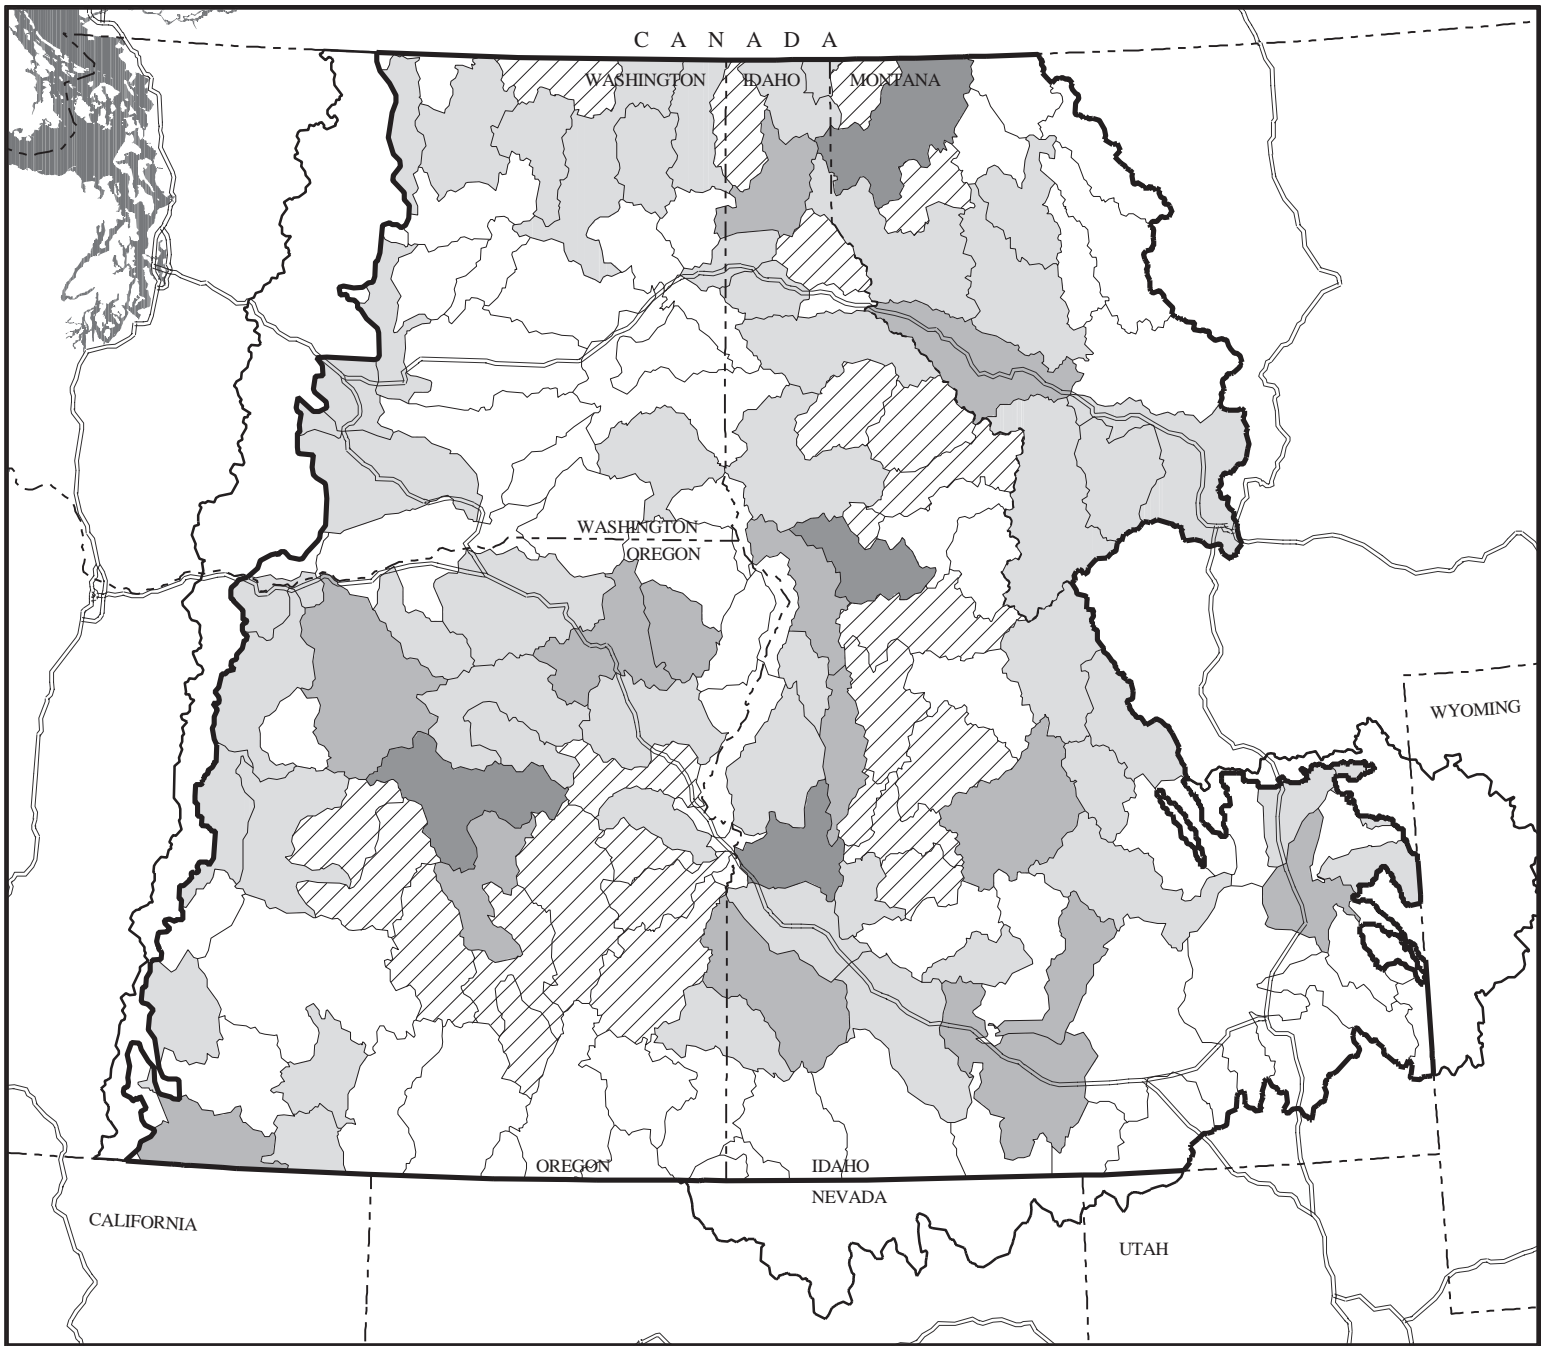 C A N A D A
WASHINGTON IDAHO MONTANA
WASHINGTON
OREGON
WYOMING
OREGON IDAHO
NEVADA
CALIFORNIA
UTAH